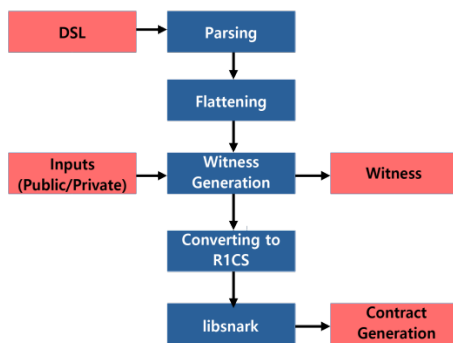 DSL
Parsing
Flattening
Inputs
(Public/Private)
Witness
Generation
Witness
Converting to
R1CS
libsnark
Contract
Generation